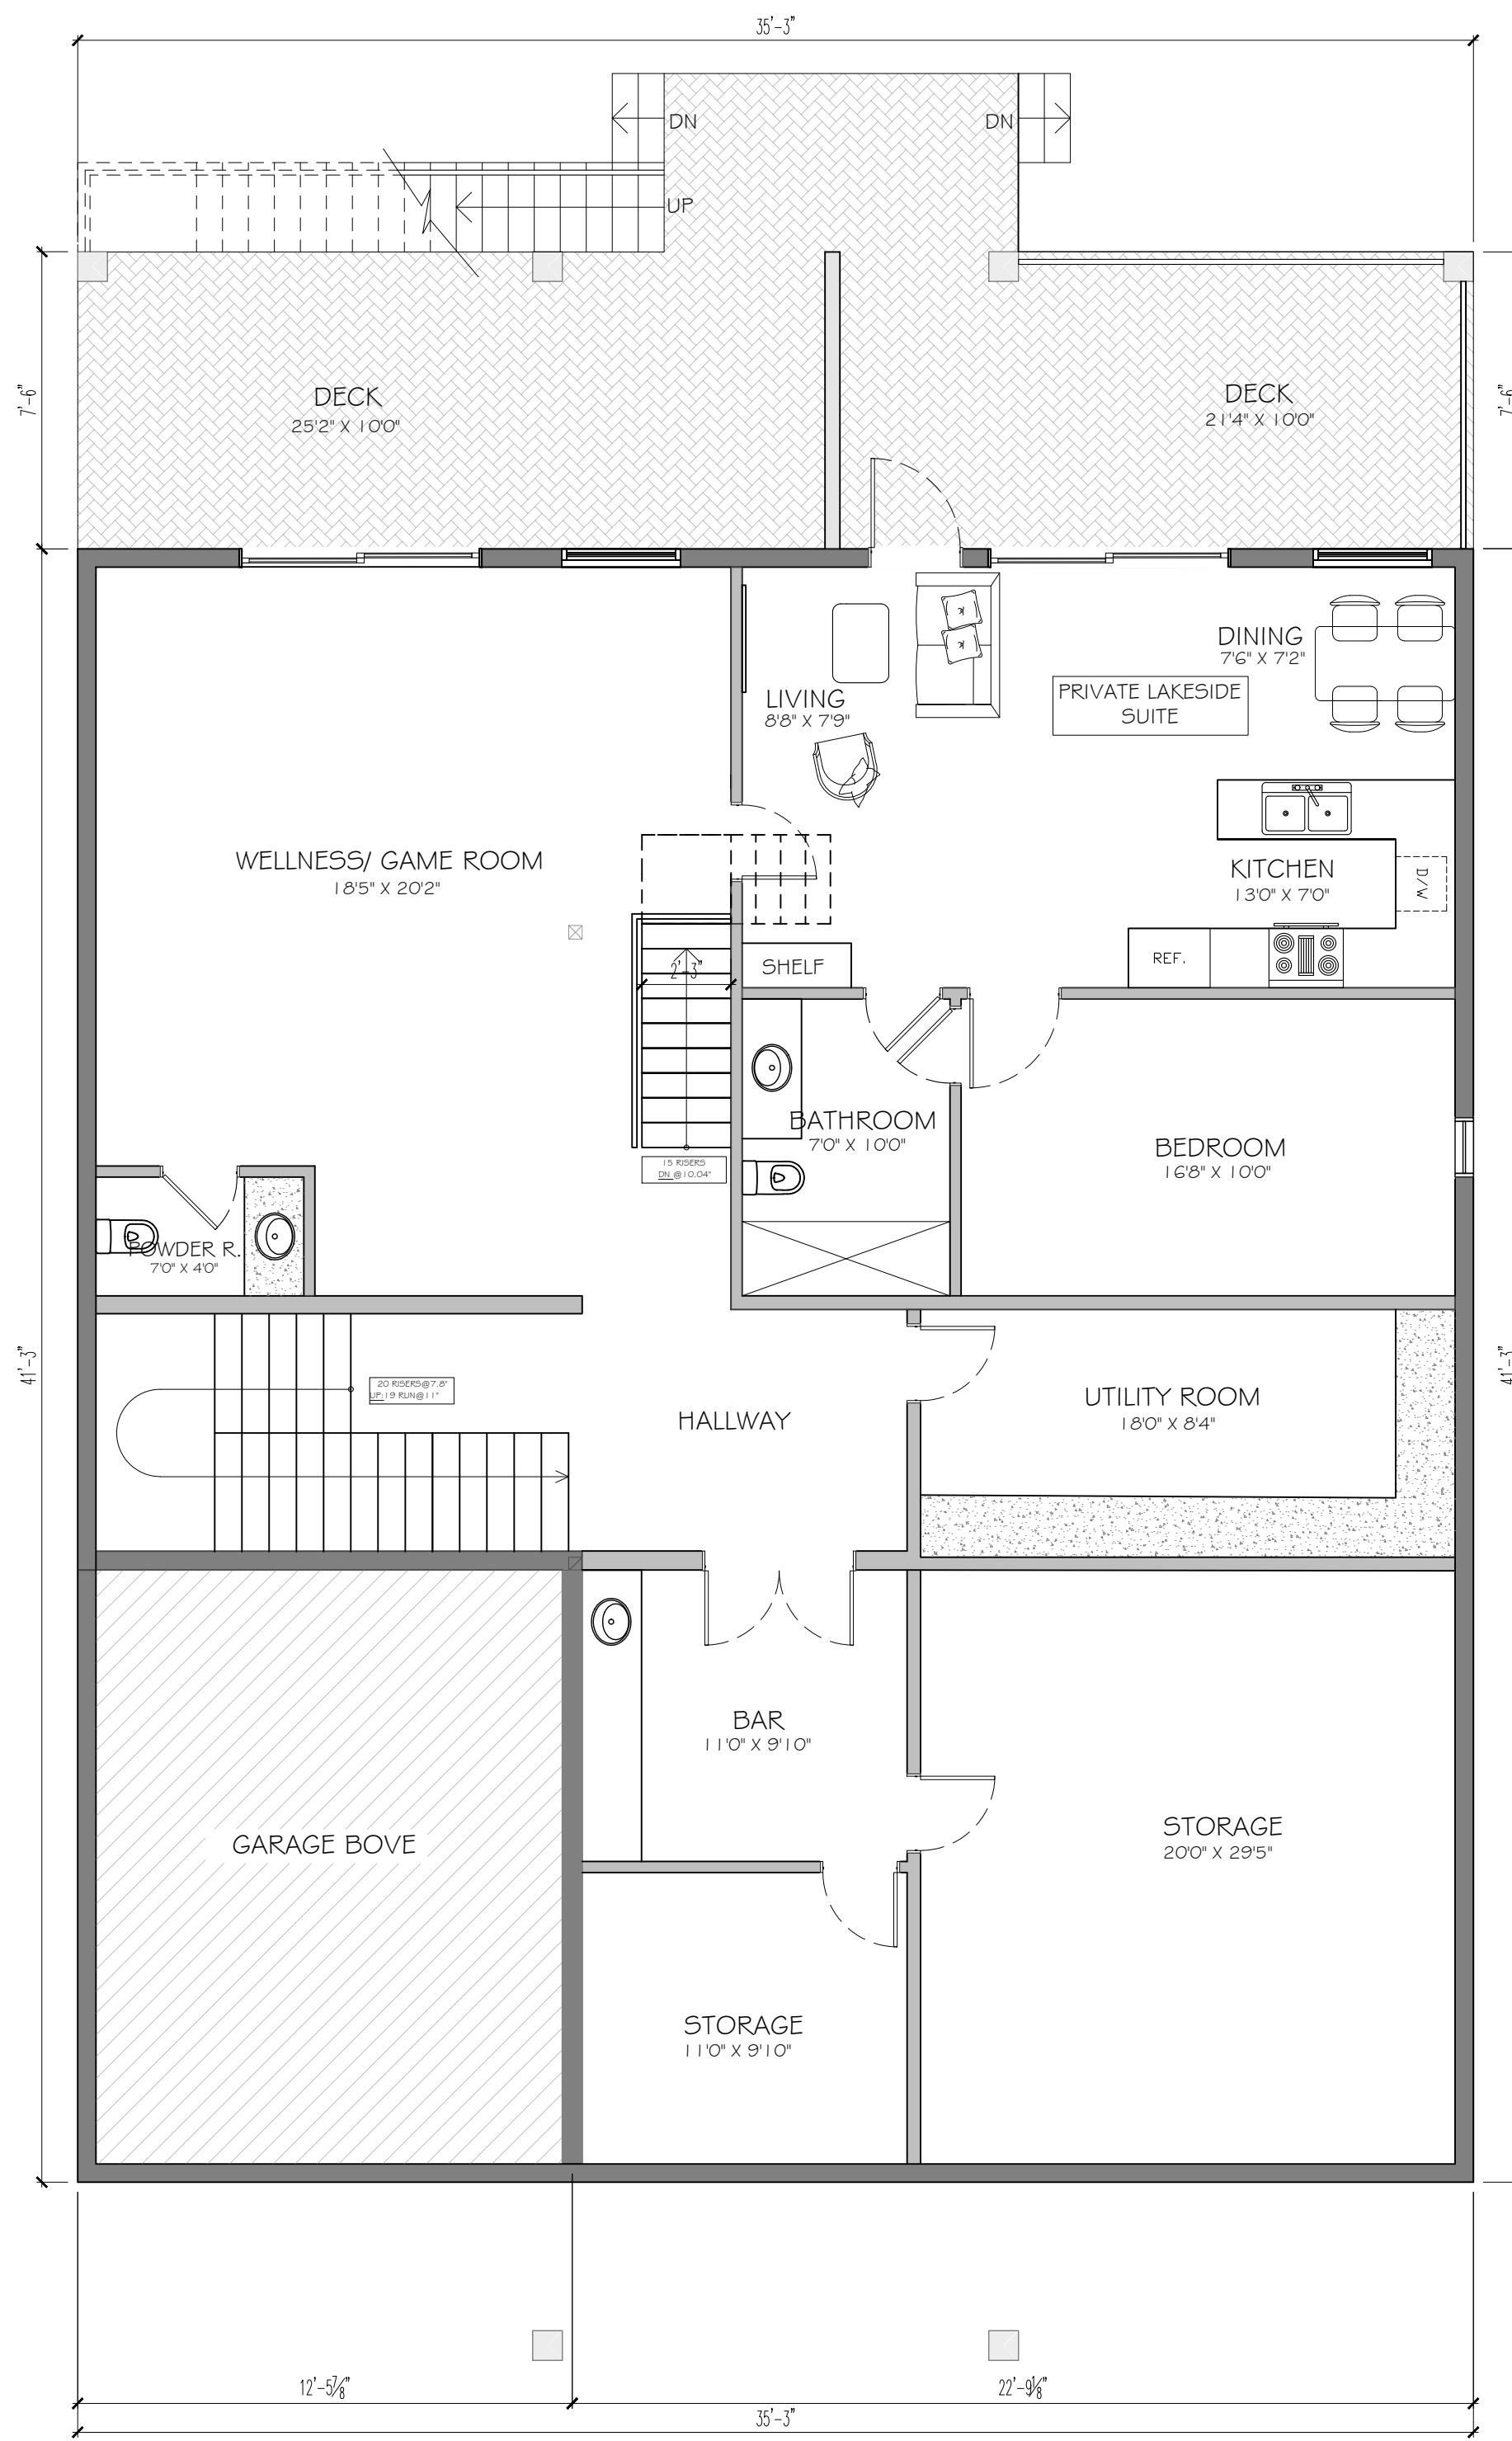 35'-3"
DN
DN
UP
7'-6"
7'-6"
DECK
25'2" X 10'0"
DECK
21'4" X 10'0"
DINING
7'6" X 7'2"
PRIVATE LAKESIDE
SUITE
LIVING
8'8" X 7'9"
WELLNESS/ GAME ROOM
18'5" X 20'2"
KITCHEN
13'0" X 7'0"
D/W
REF.
SHELF
2'-3"
BATHROOM
7'0" X 10'0"
BEDROOM
16'8" X 10'0"
15 RISERS
DN @10.04"
POWDER R.
7'0" X 4'0"
41'-3"
41'-3"
20 RISERS@7.8"
UP:19 RUN@11"
HALLWAY
UTILITY ROOM
18'0" X 8'4"
BAR
11'0" X 9'10"
GARAGE BOVE
STORAGE
20'0" X 29'5"
STORAGE
11'0" X 9'10"
12'-5⅞"
22'-9⅛"
35'-3"